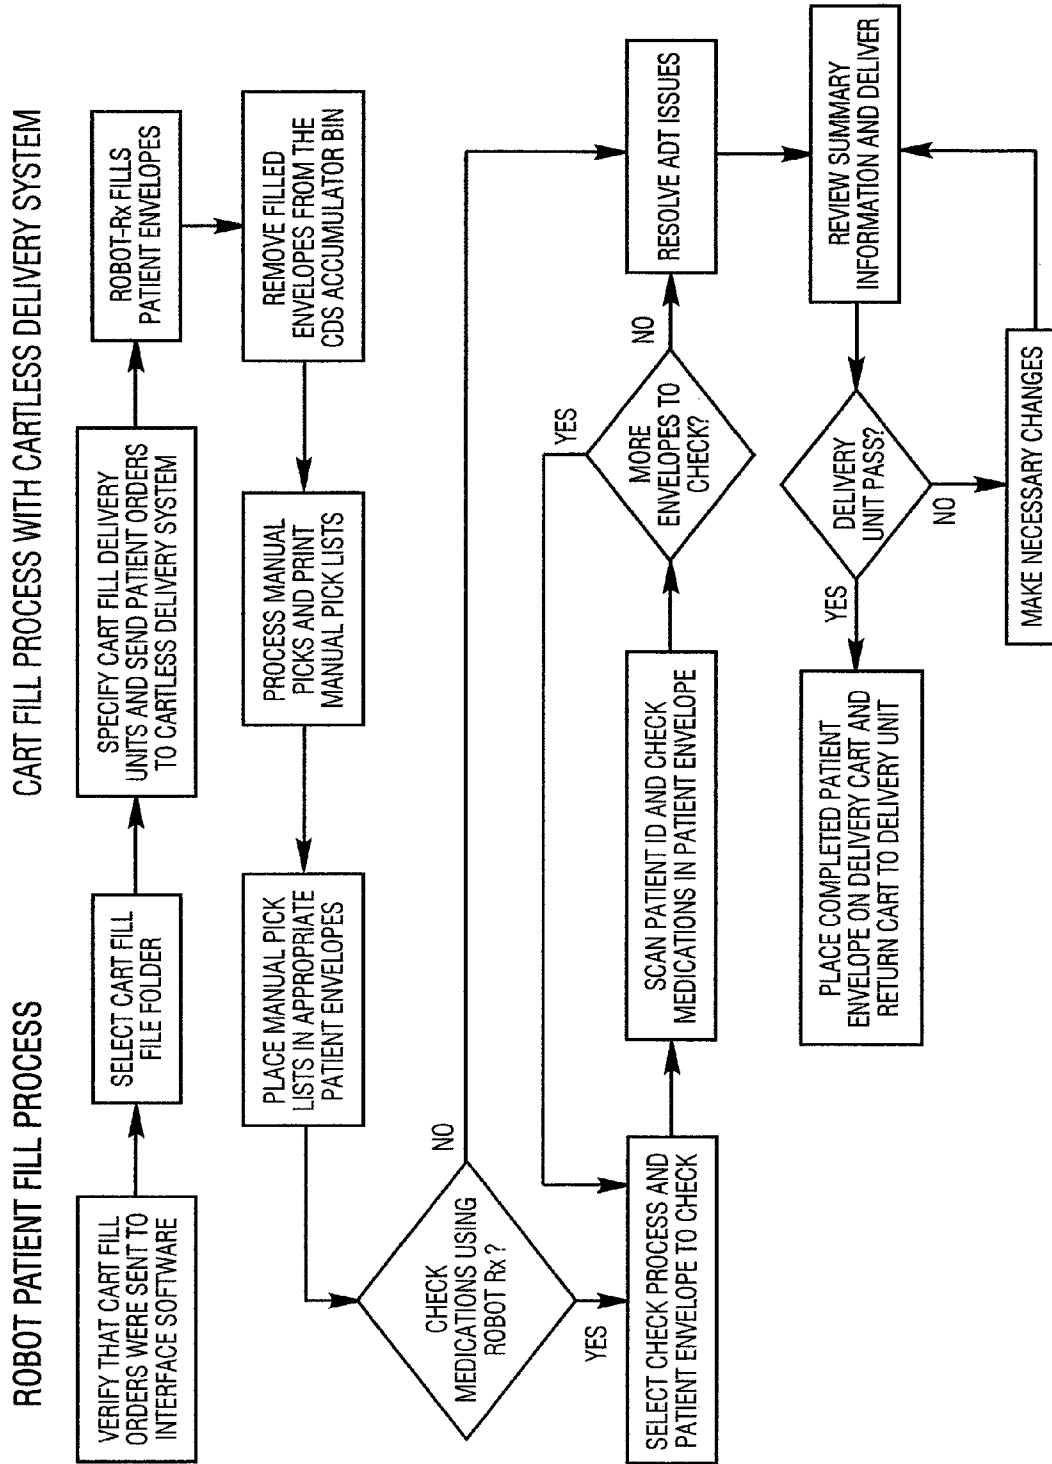 ROBOT PATIENT FILL PROCESS
CART FILL PROCESS WITH CARTLESS DELIVERY SYSTEM
VERIFY THAT CART FILL
ORDERS WERE SENT TO
INTERFACE SOFTWARE
SELECT CART FILL
FILE FOLDER
SPECIFY CART FILL DELIVERY
UNITS AND SEND PATIENT ORDERS
TO CARTLESS DELIVERY SYSTEM
ROBOT-Rx FILLS
PATIENT ENVELOPES
REMOVE FILLED
ENVELOPES FROM THE
CDS ACCUMULATOR BIN
PROCESS MANUAL
PICKS AND PRINT
MANUAL PICK LISTS
PLACE MANUAL PICK
LISTS IN APPROPRIATE
PATIENT ENVELOPES
CHECK
MEDICATIONS USING
ROBOT Rx ?
NO
YES
SELECT CHECK PROCESS AND
PATIENT ENVELOPE TO CHECK
SCAN PATIENT ID AND CHECK
MEDICATIONS IN PATIENT ENVELOPE
MORE
ENVELOPES TO
CHECK?
YES
NO
RESOLVE ADT ISSUES
REVIEW SUMMARY
INFORMATION AND DELIVER
DELIVERY
UNIT PASS?
YES
NO
PLACE COMPLETED PATIENT
ENVELOPE ON DELIVERY CART AND
RETURN CART TO DELIVERY UNIT
MAKE NECESSARY CHANGES